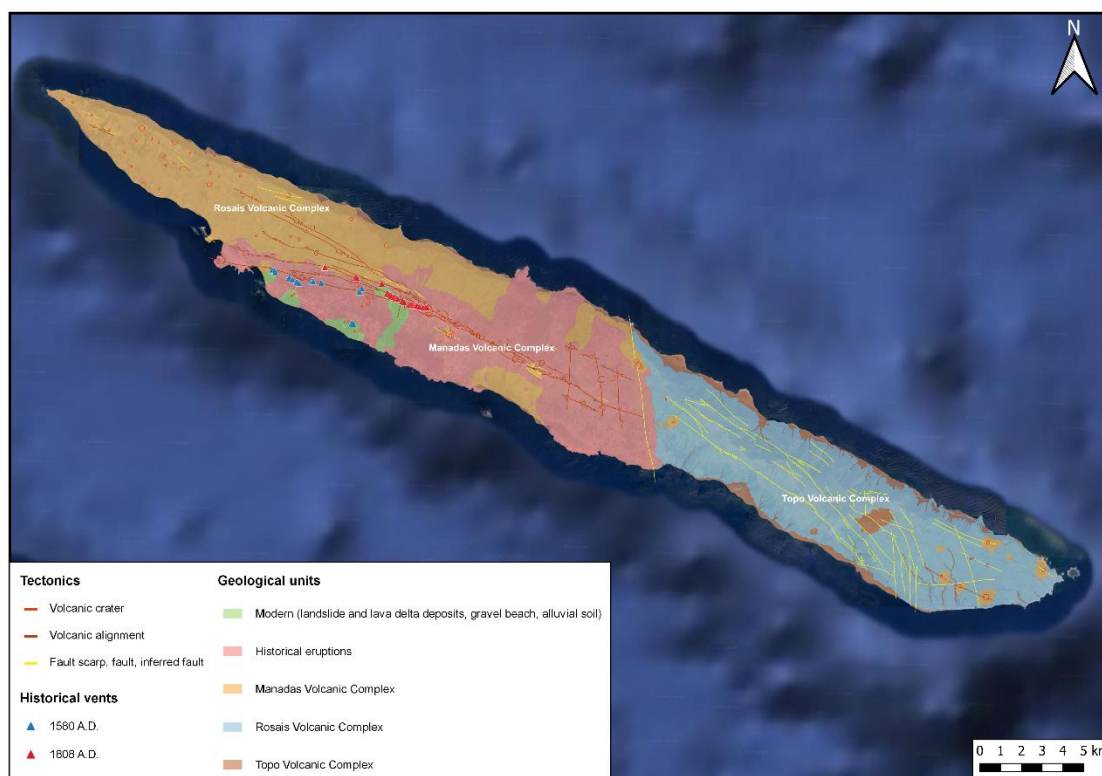 N
Rosais Volcanic Complex
Manadas Volcanic Complex
Topo Volcanic Complex
Tectonics
Volcanic crater
Volcanic alignment
Fault scarp, fault, inferred fault
Historical vents
1580 A.D.
1808 A.D.
Geological units
Modern (landslide and lava delta deposits, gravel beach, alluvial soil)
Historical eruptions
Manadas Volcanic Complex
Rosais Volcanic Complex
Topo Volcanic Complex
0 1 2 3 4 5 km